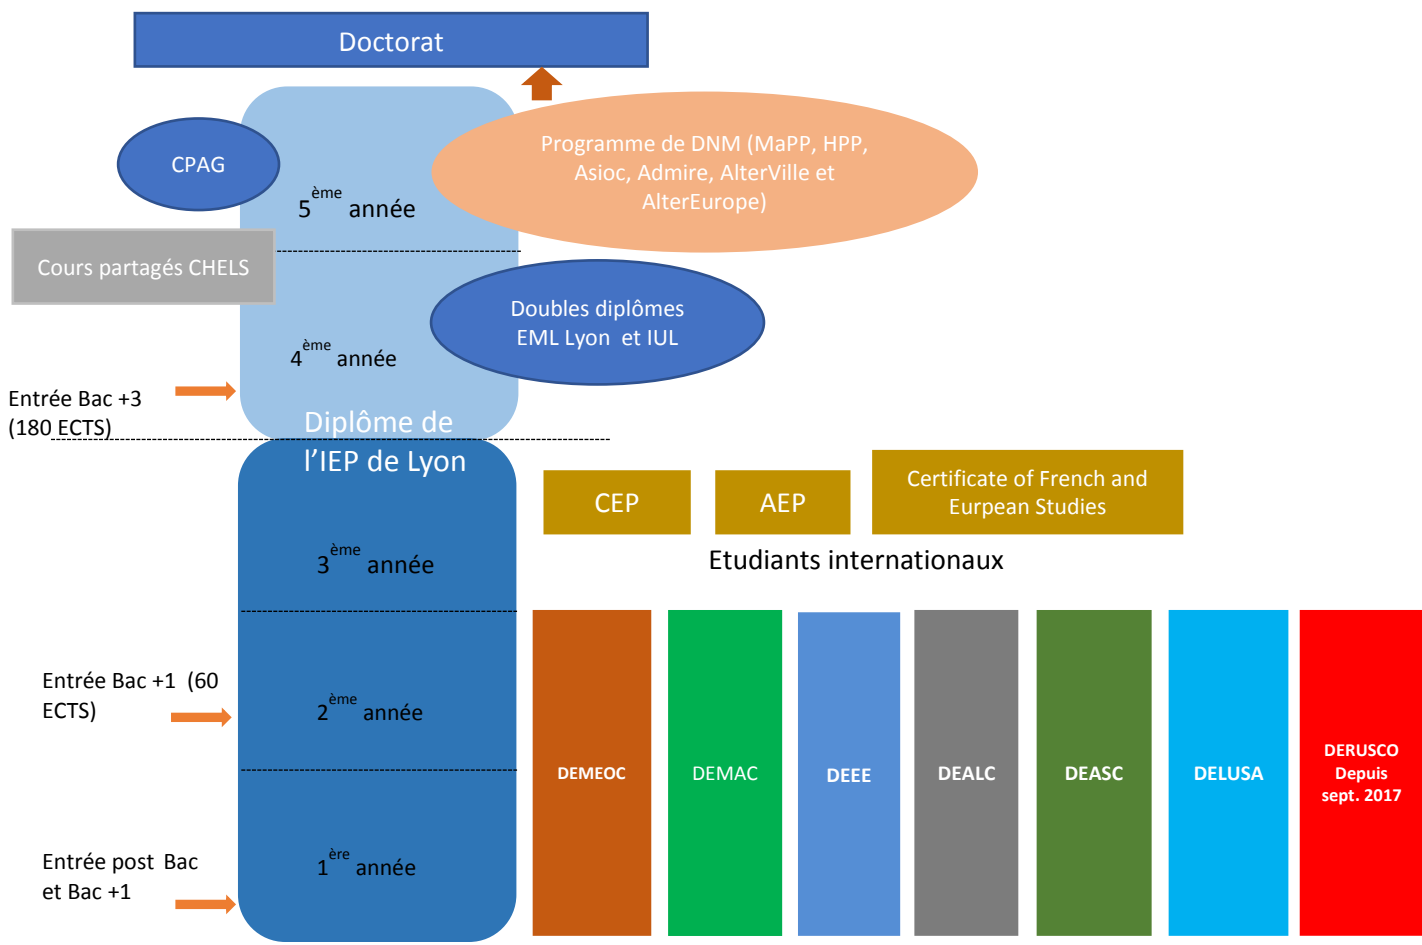 Doctorat
CPAG
Programme de DNM (MaPP, HPP,
Asioc, Admire, AlterVille et
AlterEurope)
5ème année
Cours partagés CHELS
Doubles diplômes
EML Lyon et IUL
4ème année
Entrée Bac +3
(180 ECTS)
Diplôme de
l'IEP de Lyon
CEP
AEP
Certificate of French and
Eurpean Studies
Etudiants internationaux
3ème année
Entrée Bac +1 (60
ECTS)
2ème année
DEMEOC
DEMAC
DEEE
DEALC
DEASC
DELUSA
DERUSCO
Depuis
sept. 2017
1ère année
Entrée post Bac
et Bac +1